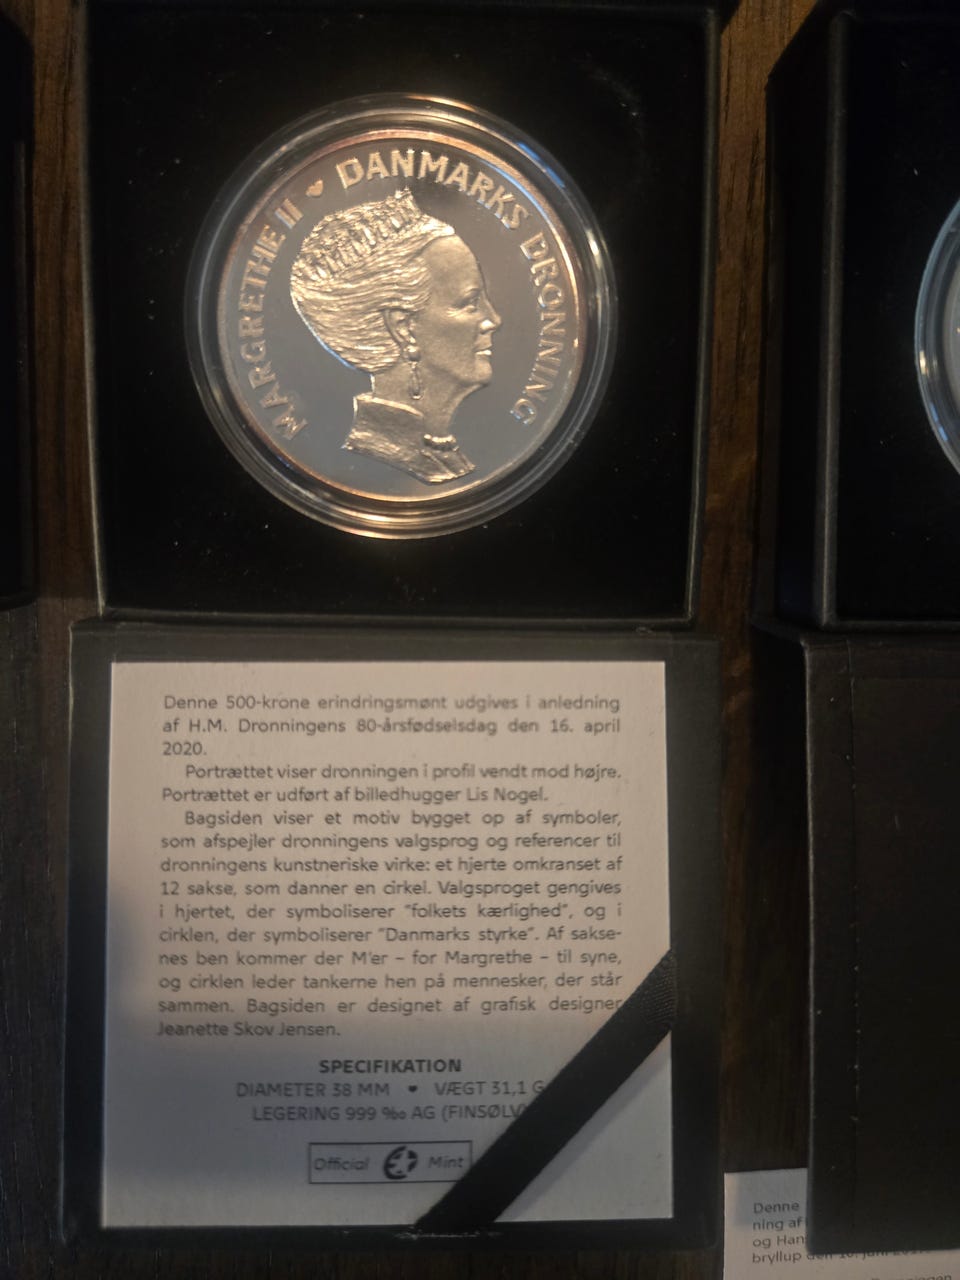 MARGRETHE II ♥ DANMARKS DRONNING
Denne 500-krone erindringsmønt udgives i anledning
af H.M. Dronningens 80-årsfødselsdag den 16. april
2020.
Portrættet viser dronningen i profil vendt mod højre.
Portrættet er udført af billedhugger Lis Nogel.
Bagsiden viser et motiv bygget op af symboler,
som afspejler dronningens valgsprog og referencer til
dronningens kunstneriske virke: et hjerte omkranset af
12 sakse, som danner en cirkel. Valgsproget gengives
i hjertet, der symboliserer "folkets kærlighed", og i
cirklen, der symboliserer "Danmarks styrke". Af sakse-
nes ben kommer der M'er – for Margrethe – til syne,
og cirklen leder tankerne hen på mennesker, der står
sammen. Bagsiden er designet af grafisk designer
Jeanette Skov Jensen.
SPECIFIKATION
DIAMETER 38 MM ♥ VÆGT 31,1 G
LEGERING 999 ‰ AG (FINSØLV
Official Mint
Denne
ning af
og Han
bryllup den 10. juni